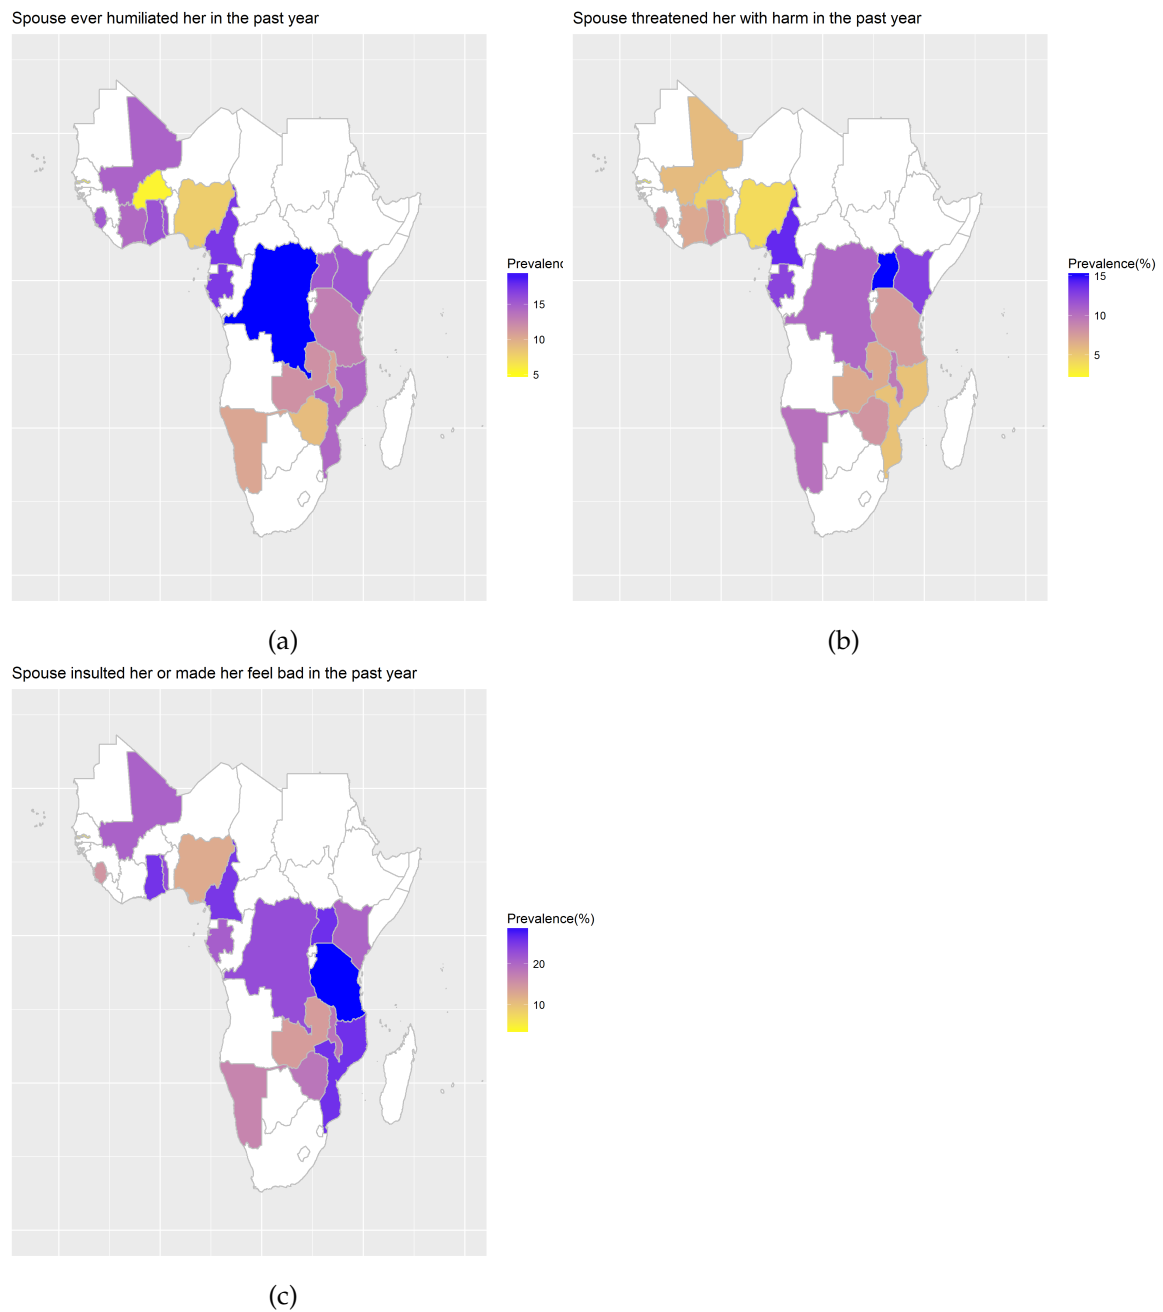 Spouse ever humiliated her in the past year
Spouse threatened her with harm in the past year
Prevalenc
15
10
5
Prevalence(%)
15
10
5
(a)
(b)
Spouse insulted her or made her feel bad in the past year
Prevalence(%)
20
10
(c)